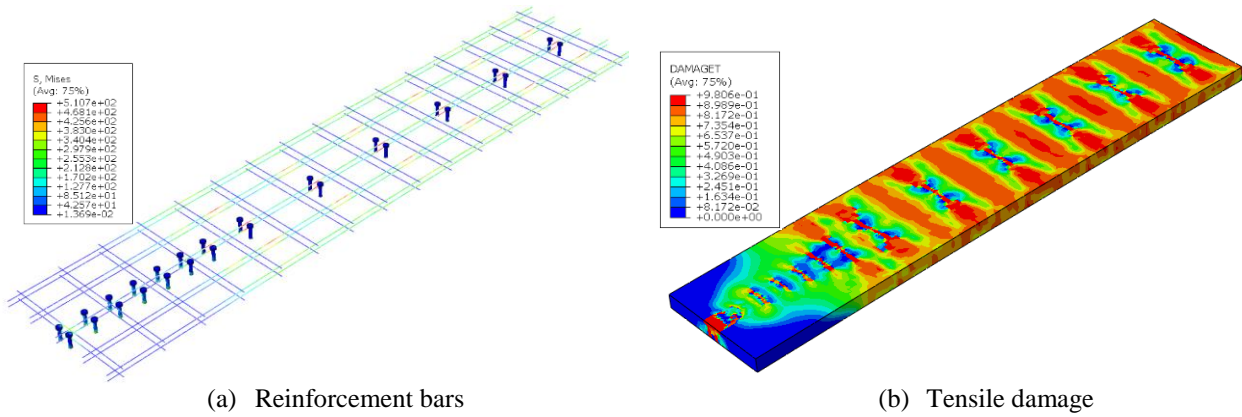 S, Mises
(Avg: 75%)
+5.107e+02
+4.681e+02
+4.256e+02
+3.830e+02
+3.404e+02
+2.979e+02
+2.553e+02
+2.128e+02
+1.702e+02
+1.277e+02
+8.512e+01
+4.257e+01
+1.369e-02
DAMAGET
(Avg: 75%)
+9.806e-01
+8.989e-01
+8.172e-01
+7.354e-01
+6.537e-01
+5.720e-01
+4.903e-01
+4.086e-01
+3.269e-01
+2.451e-01
+1.634e-01
+8.172e-02
+0.000e+00
(a) Reinforcement bars
(b) Tensile damage